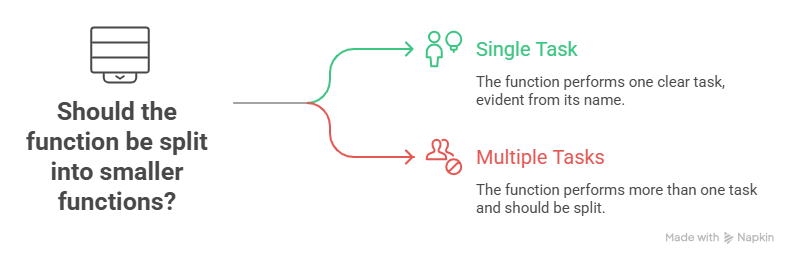 Should the
function be split
into smaller
functions?
Single Task
The function performs one clear task,
evident from its name.
Multiple Tasks
The function performs more than one task
and should be split.
Made with Napkin